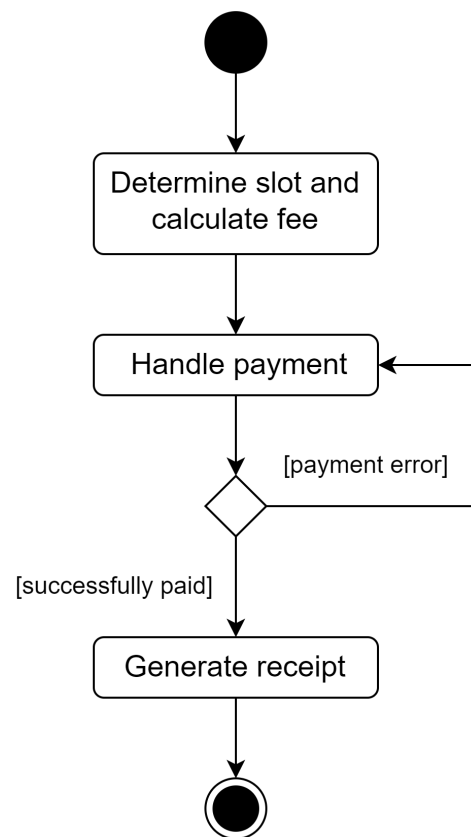 Determine slot and
calculate fee
Handle payment
[payment error]
[successfully paid]
Generate receipt